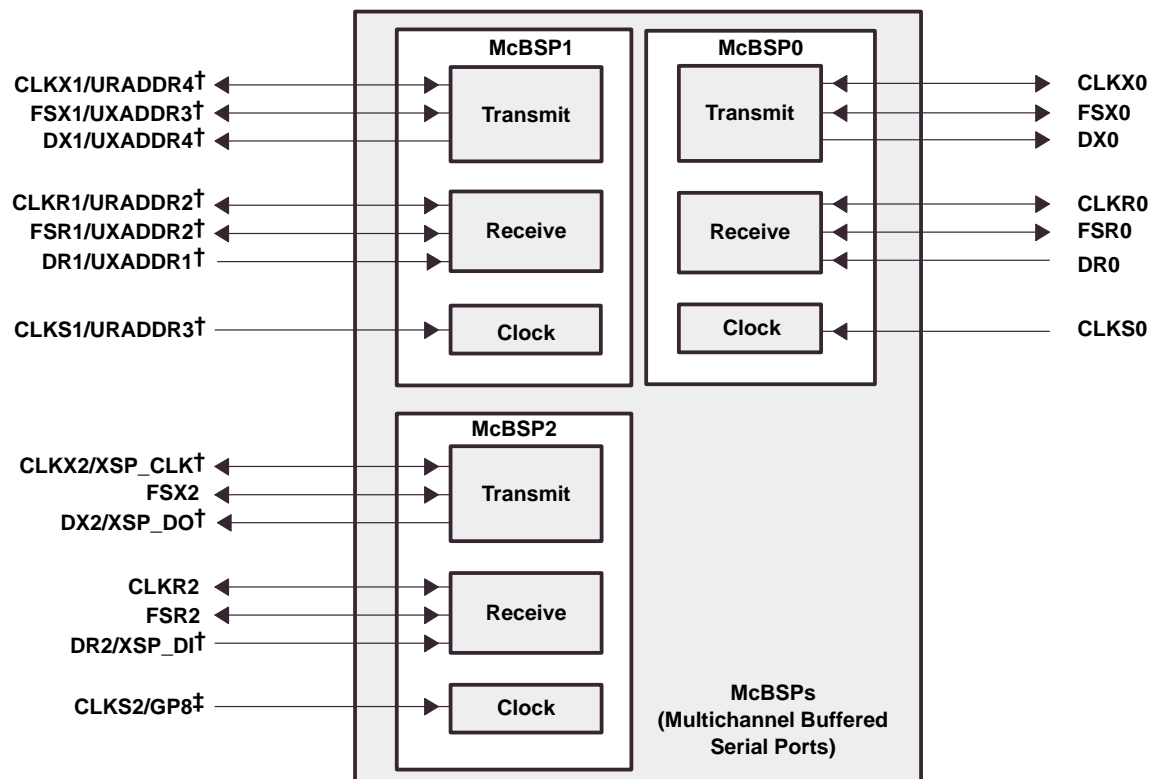 McBSP1
CLKX1/URADDR4†
FSX1/UXADDR3†
DX1/UXADDR4†
Transmit
CLKR1/URADDR2†
FSR1/UXADDR2†
DR1/UXADDR1†
Receive
CLKS1/URADDR3†
Clock
McBSP0
Transmit
CLKX0
FSX0
DX0
Receive
CLKR0
FSR0
DR0
Clock
CLKS0
McBSP2
CLKX2/XSP_CLK†
FSX2
DX2/XSP_DO†
Transmit
CLKR2
FSR2
DR2/XSP_DI†
Receive
CLKS2/GP8‡
Clock
McBSPs
(Multichannel Buffered
Serial Ports)